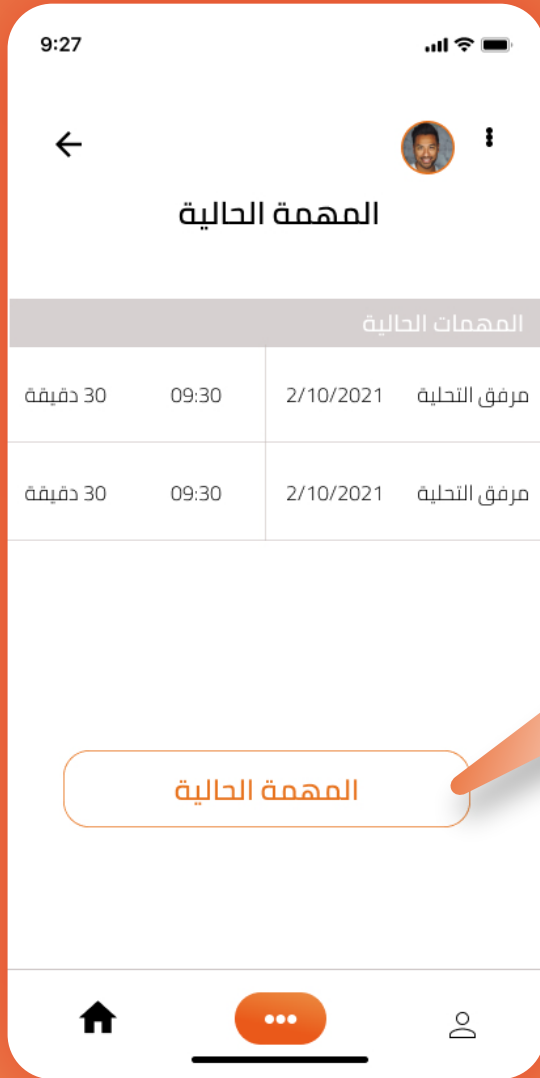 9:27
المهمة الحالية
المهمات الحالية
مرفق التحلية 2/10/2021 09:30 30 دقيقة
مرفق التحلية 2/10/2021 09:30 30 دقيقة
المهمة الحالية